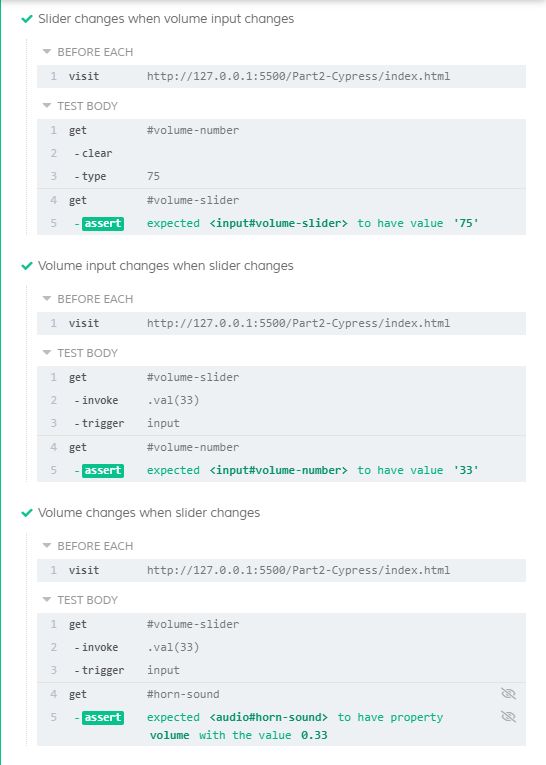 Slider changes when volume input changes
BEFORE EACH
1 visit http://127.0.0.1:5500/Part2-Cypress/index.html
TEST BODY
1 get #volume-number
2 -clear
3 -type 75
4 get #volume-slider
5 -assert expected <input#volume-slider> to have value '75'
Volume input changes when slider changes
BEFORE EACH
1 visit http://127.0.0.1:5500/Part2-Cypress/index.html
TEST BODY
1 get #volume-slider
2 -invoke .val(33)
3 -trigger input
4 get #volume-number
5 -assert expected <input#volume-number> to have value '33'
Volume changes when slider changes
BEFORE EACH
1 visit http://127.0.0.1:5500/Part2-Cypress/index.html
TEST BODY
1 get #volume-slider
2 -invoke .val(33)
3 -trigger input
4 get #horn-sound
5 -assert expected <audio#horn-sound> to have property
volume with the value 0.33